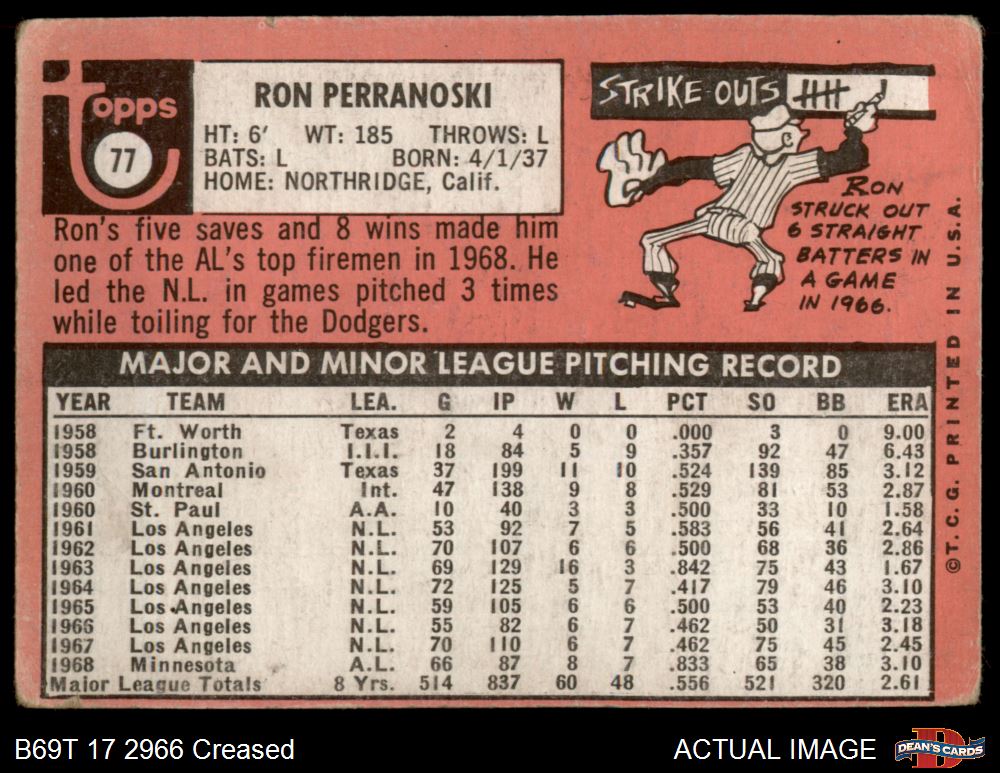 Topps
77
RON PERRANOSKI
HT: 6' WT: 185 THROWS: L
BATS: L BORN: 4/1/37
HOME: NORTHRIDGE, Calif.
Ron's five saves and 8 wins made him
one of the AL's top firemen in 1968. He
led the N.L. in games pitched 3 times
while toiling for the Dodgers.
STRIKE-OUTS
RON
STRUCK OUT
6 STRAIGHT
BATTERS IN
A GAME
IN 1966.
©T.C.G. PRINTED IN U.S.A.
MAJOR AND MINOR LEAGUE PITCHING RECORD
YEAR TEAM LEA. G IP W L PCT SO BB ERA
1958 Ft. Worth Texas 2 4 0 0 .000 3 0 9.00
1958 Burlington I.I.I. 18 84 5 9 .357 92 47 6.43
1959 San Antonio Texas 37 199 11 10 .524 139 85 3.12
1960 Montreal Int. 47 138 9 8 .529 81 53 2.87
1960 St. Paul A.A. 10 40 3 3 .500 33 10 1.58
1961 Los Angeles N.L. 53 92 7 5 .583 56 41 2.64
1962 Los Angeles N.L. 70 107 6 6 .500 68 36 2.86
1963 Los Angeles N.L. 69 129 16 3 .842 75 43 1.67
1964 Los Angeles N.L. 72 125 5 7 .417 79 46 3.10
1965 Los Angeles N.L. 59 105 6 6 .500 53 40 2.23
1966 Los Angeles N.L. 55 82 6 7 .462 50 31 3.18
1967 Los Angeles N.L. 70 110 6 7 .462 75 45 2.45
1968 Minnesota A.L. 66 87 8 7 .833 65 38 3.10
Major League Totals 8 Yrs. 514 837 60 48 .556 521 320 2.61
B69T 17 2966 Creased
ACTUAL IMAGE
DEAN'S CARDS